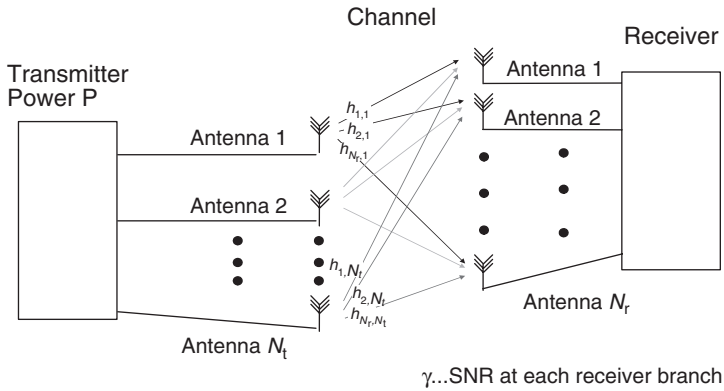 Channel
Receiver
Transmitter
Power P
Antenna 1
Antenna 1
h1,1
h2,1
hNr,1
Antenna 2
Antenna 2
h1,Nt
h2,Nt
hNr,Nt
Antenna Nr
Antenna Nt
γ...SNR at each receiver branch